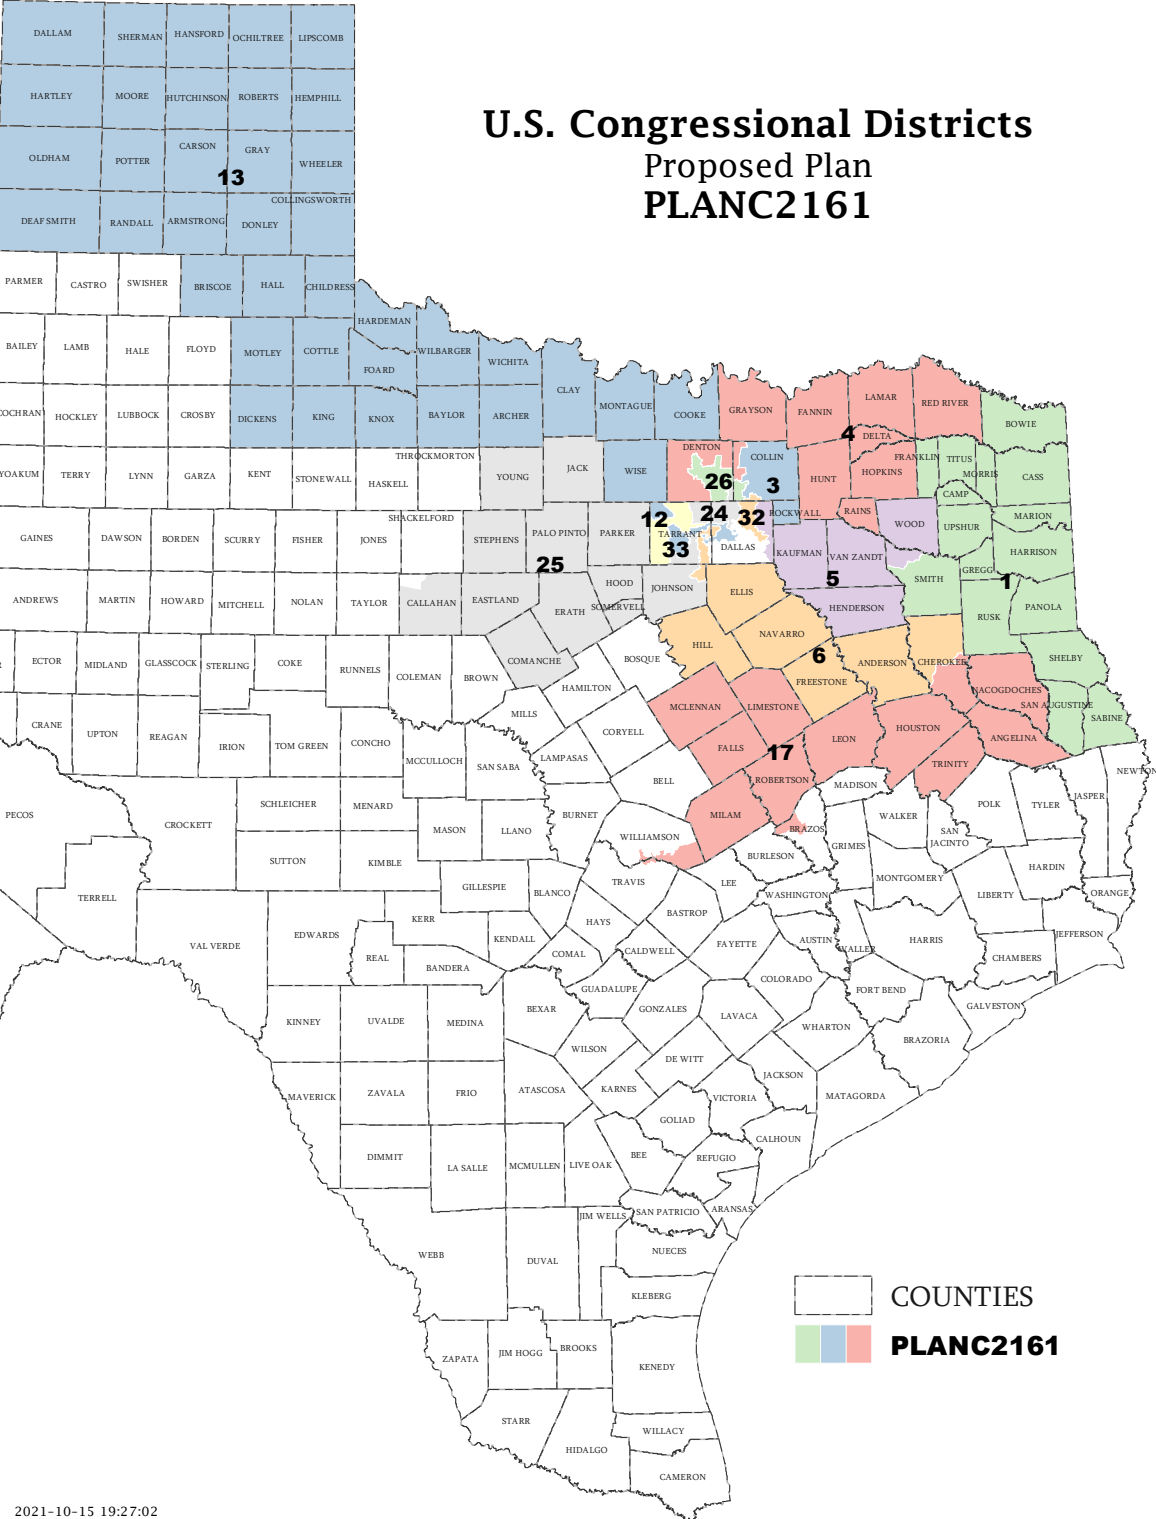 U.S. Congressional Districts
Proposed Plan
PLANC2161
DALLAM
SHERMAN
HANSFORD
OCHILTREE
LIPSCOMB
HARTLEY
MOORE
HUTCHINSON
ROBERTS
HEMPHILL
OLDHAM
POTTER
CARSON
GRAY
WHEELER
13
COLLINGSWORTH
DEAF SMITH
RANDALL
ARMSTRONG
DONLEY
PARMER
CASTRO
SWISHER
BRISCOE
HALL
CHILDRESS
HARDEMAN
BAILEY
LAMB
HALE
FLOYD
MOTLEY
COTTLE
FOARD
WILBARGER
WICHITA
CLAY
MONTAGUE
COOKE
GRAYSON
FANNIN
LAMAR
RED RIVER
BOWIE
COCHRAN
HOCKLEY
LUBBOCK
CROSBY
DICKENS
KING
KNOX
BAYLOR
ARCHER
4
DELTA
THROCKMORTON
YOUNG
JACK
WISE
DENTON
COLLIN
HUNT
HOPKINS
FRANKLIN
TITUS
MORRIS
CASS
YOAKUM
TERRY
LYNN
GARZA
KENT
STONEWALL
HASKELL
26
3
CAMP
SHACKELFORD
12
24
32
ROCKWALL
RAINS
WOOD
UPSHUR
MARION
GAINES
DAWSON
BORDEN
SCURRY
FISHER
JONES
STEPHENS
PALO PINTO
PARKER
TARRANT
33
DALLAS
KAUFMAN
VAN ZANDT
HARRISON
25
5
SMITH
GREGG
1
ANDREWS
MARTIN
HOWARD
MITCHELL
NOLAN
TAYLOR
CALLAHAN
EASTLAND
ERATH
HOOD
SOMERVELL
JOHNSON
ELLIS
HENDERSON
RUSK
PANOLA
ECTOR
MIDLAND
GLASSCOCK
STERLING
COKE
RUNNELS
COLEMAN
BROWN
COMANCHE
BOSQUE
HILL
NAVARRO
6
FREESTONE
ANDERSON
CHEROKEE
SHELBY
CRANE
UPTON
REAGAN
IRION
TOM GREEN
CONCHO
MILLS
HAMILTON
MCLENNAN
LIMESTONE
NACOGDOCHES
SAN AUGUSTINE
SABINE
MCCULLOCH
SAN SABA
LAMPASAS
CORYELL
FALLS
17
LEON
HOUSTON
ANGELINA
TRINITY
PECOS
CROCKETT
SCHLEICHER
MENARD
BELL
ROBERTSON
MADISON
POLK
TYLER
JASPER
NEWTON
TERRELL
SUTTON
KIMBLE
MASON
LLANO
BURNET
WILLIAMSON
MILAM
BRAZOS
GRIMES
WALKER
SAN
JACINTO
HARDIN
VAL VERDE
EDWARDS
KERR
GILLESPIE
BLANCO
TRAVIS
BURLESON
LEE
WASHINGTON
MONTGOMERY
LIBERTY
ORANGE
REAL
BANDERA
KENDALL
COMAL
HAYS
CALDWELL
BASTROP
FAYETTE
AUSTIN
WALLER
HARRIS
CHAMBERS
JEFFERSON
KINNEY
UVALDE
MEDINA
BEXAR
GUADALUPE
GONZALES
LAVACA
COLORADO
FORT BEND
GALVESTON
WILSON
DE WITT
WHARTON
BRAZORIA
MAVERICK
ZAVALA
FRIO
ATASCOSA
KARNES
VICTORIA
JACKSON
MATAGORDA
GOLIAD
CALHOUN
DIMMIT
LA SALLE
MCMULLEN
LIVE OAK
BEE
REFUGIO
JIM WELLS
SAN PATRICIO
ARANSAS
WEBB
DUVAL
NUECES
KLEBERG
COUNTIES
PLANC2161
ZAPATA
JIM HOGG
BROOKS
KENEDY
STARR
HIDALGO
WILLACY
CAMERON
2021-10-15 19:27:02